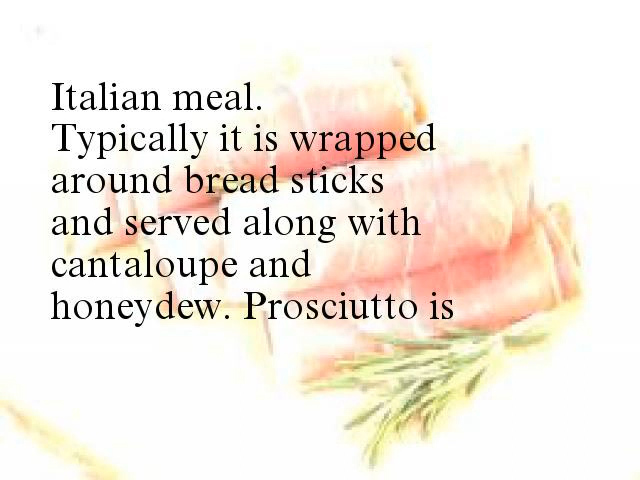 Italian meal.
Typically it is wrapped
around bread sticks
and served along with
cantaloupe and
honeydew. Prosciutto is